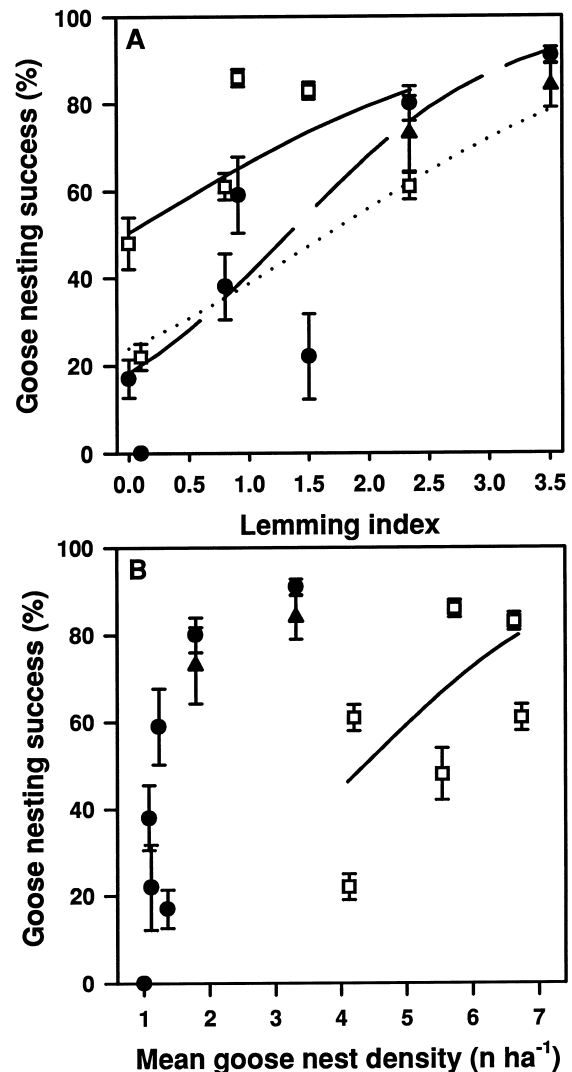 100
A
80
60
40
20
0
Goose nesting success (%)
0.0 0.5 1.0 1.5 2.0 2.5 3.0 3.5
Lemming index
100
B
80
60
40
20
0
Goose nesting success (%)
1 2 3 4 5 6 7
Mean goose nest density (n ha⁻¹)